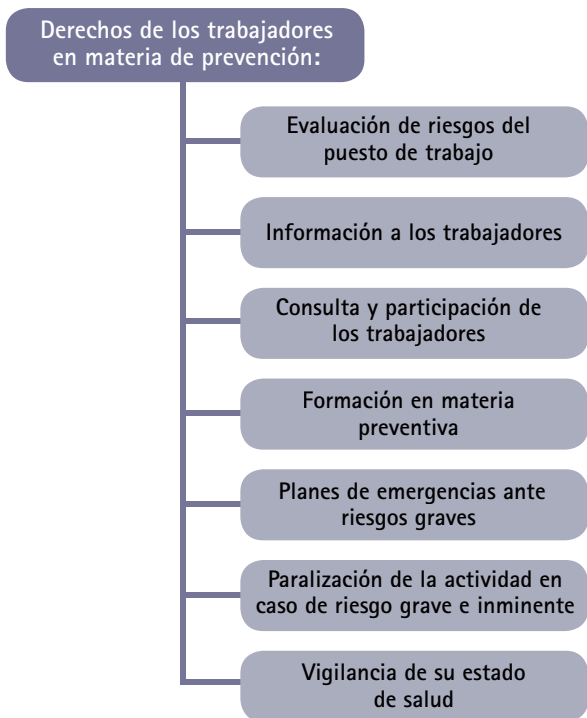 Derechos de los trabajadores
en materia de prevención:
Evaluación de riesgos del
puesto de trabajo
Información a los trabajadores
Consulta y participación de
los trabajadores
Formación en materia
preventiva
Planes de emergencias ante
riesgos graves
Paralización de la actividad en
caso de riesgo grave e inminente
Vigilancia de su estado
de salud